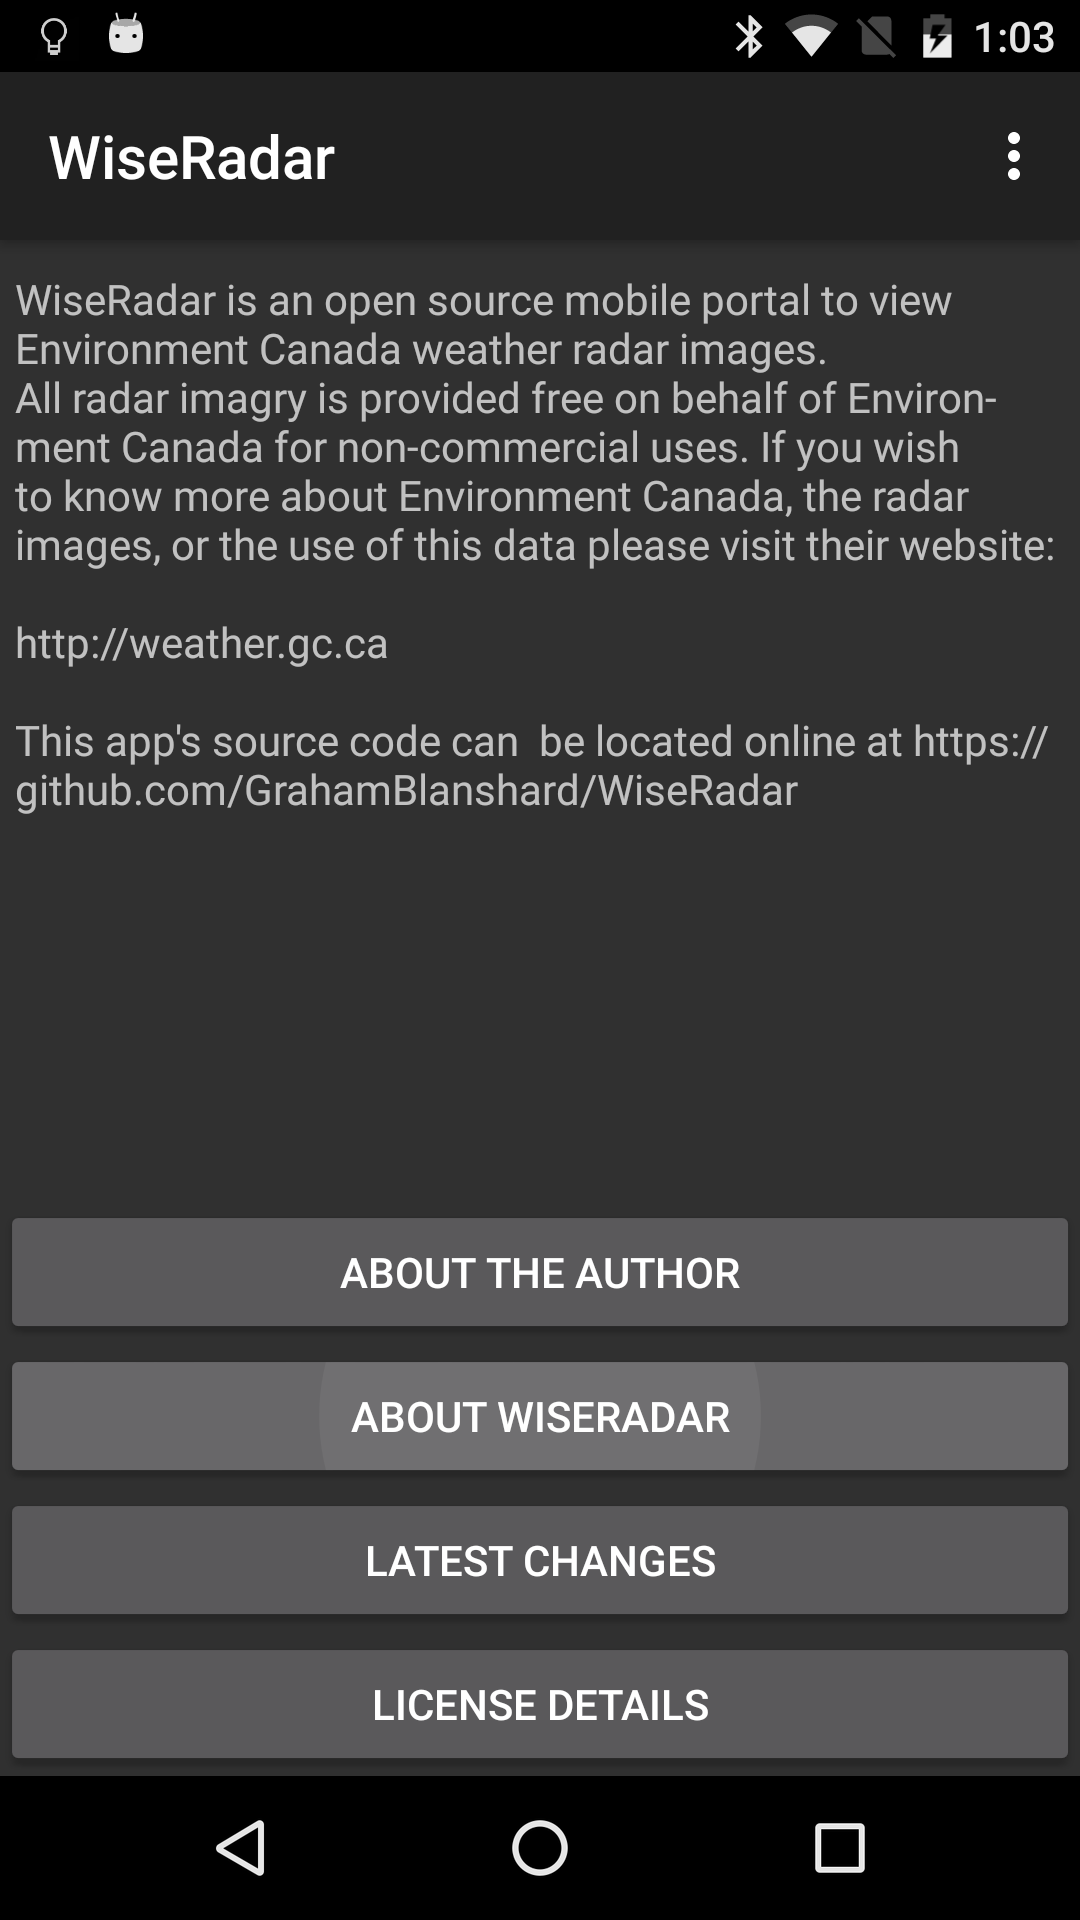 1:03
WiseRadar
WiseRadar is an open source mobile portal to view
Environment Canada weather radar images.
All radar imagry is provided free on behalf of Environ-
ment Canada for non-commercial uses. If you wish
to know more about Environment Canada, the radar
images, or the use of this data please visit their website:
http://weather.gc.ca
This app's source code can  be located online at https://
github.com/GrahamBlanshard/WiseRadar
ABOUT THE AUTHOR
ABOUT WISERADAR
LATEST CHANGES
LICENSE DETAILS